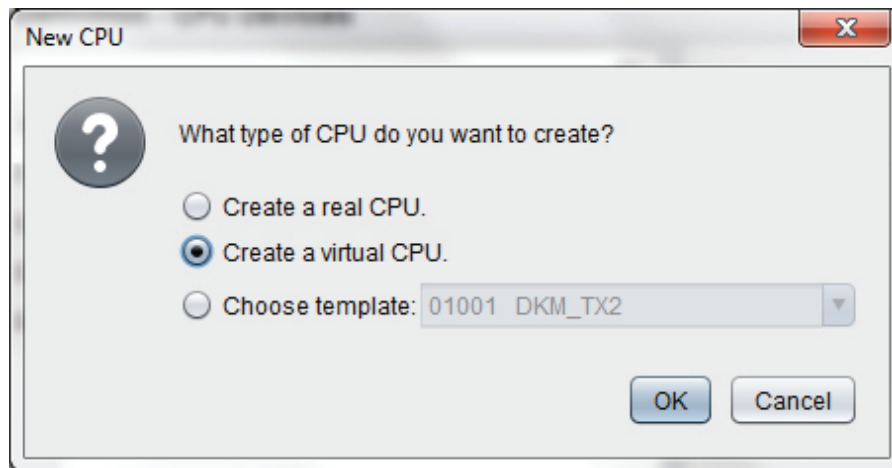 New CPU
What type of CPU do you want to create?
Create a real CPU.
Create a virtual CPU.
Choose template: 01001 DKM_TX2
OK Cancel